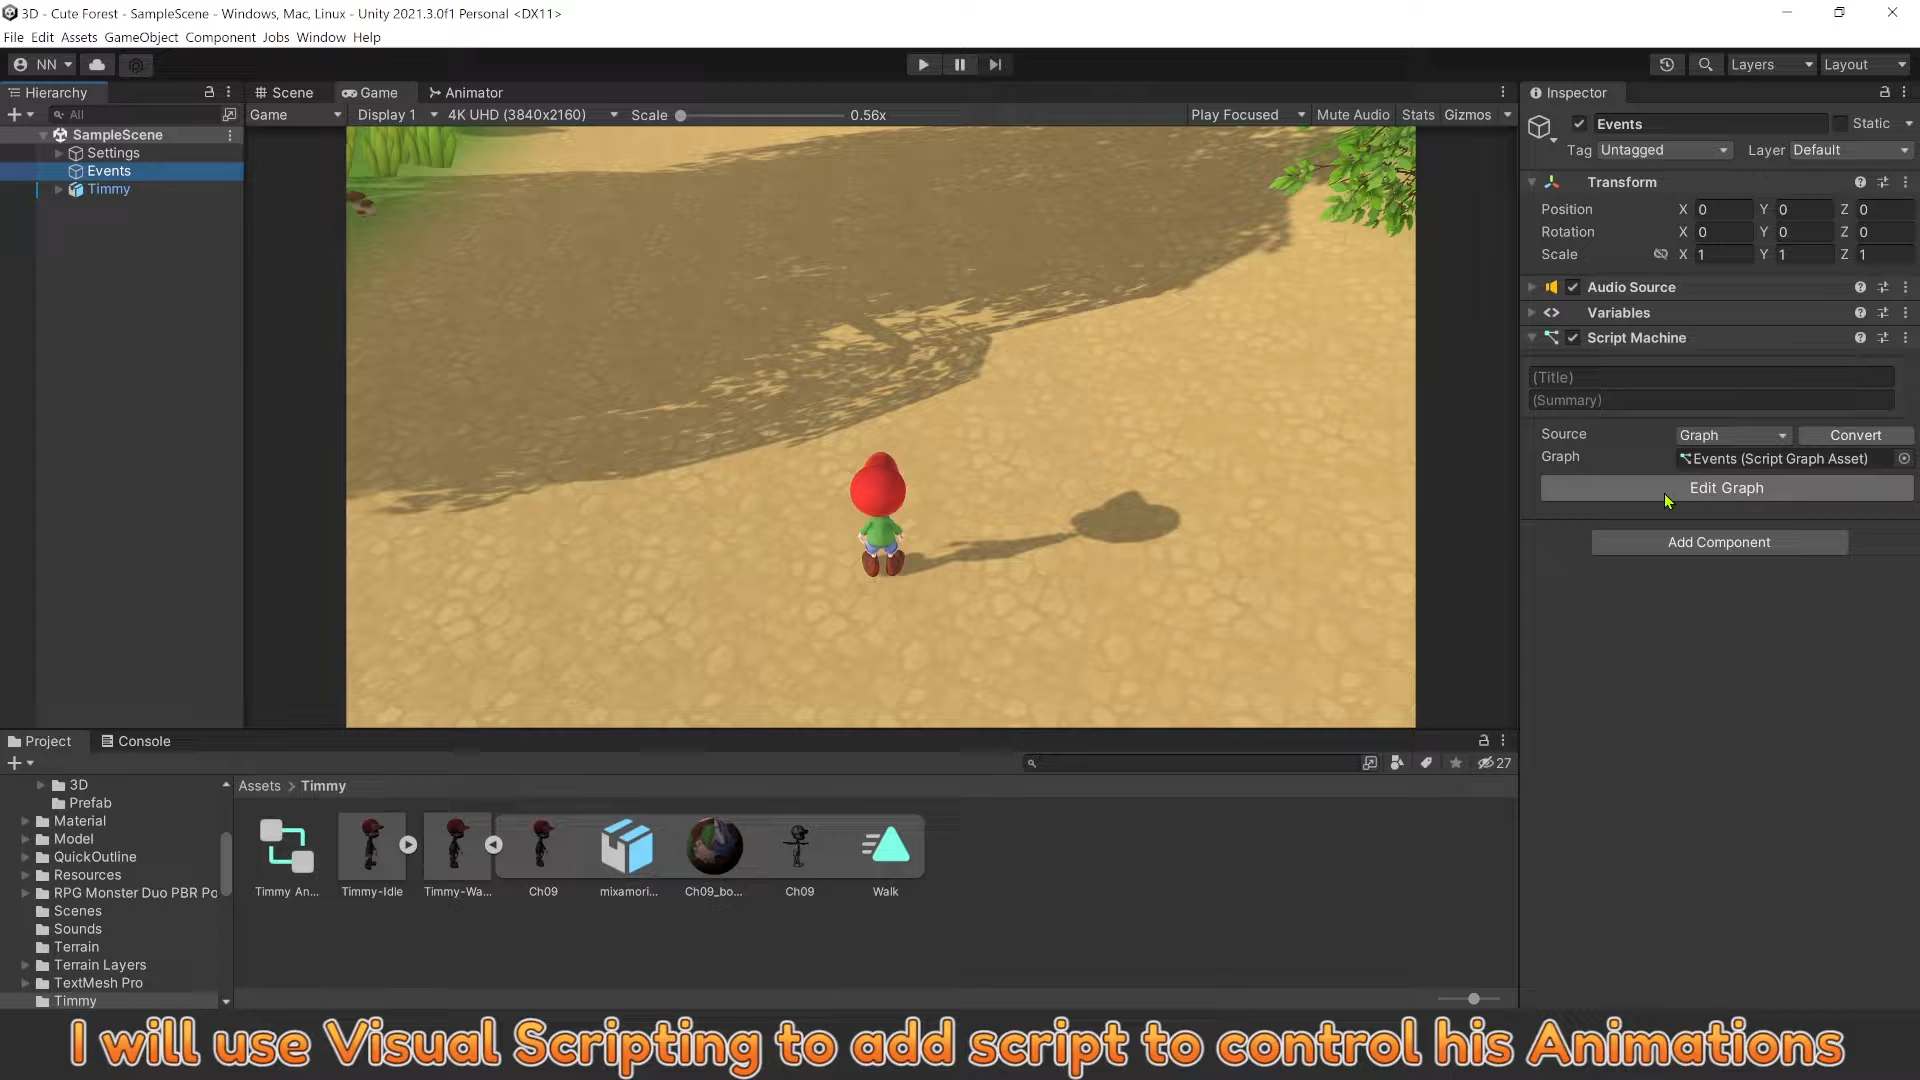 3D - Cute Forest - SampleScene - Windows, Mac, Linux - Unity 2021.3.0f1 Personal <DX11>
File Edit Assets GameObject Component Jobs Window Help
NN
Layers
Layout
Hierarchy
All
SampleScene
Settings
Events
Timmy
Scene
Game
Animator
Game
Display 1
4K UHD (3840x2160)
Scale
0.56x
Play Focused
Mute Audio
Stats
Gizmos
Inspector
Events
Static
Tag
Untagged
Layer
Default
Transform
Position X 0 Y 0 Z 0
Rotation X 0 Y 0 Z 0
Scale X 1 Y 1 Z 1
Audio Source
Variables
Script Machine
(Title)
(Summary)
Source
Graph
Convert
Graph
Events (Script Graph Asset)
Edit Graph
Add Component
Project
Console
27
3D
Prefab
Material
Model
QuickOutline
Resources
RPG Monster Duo PBR Po
Scenes
Sounds
Terrain
Terrain Layers
TextMesh Pro
Timmy
Assets > Timmy
Timmy An...
Timmy-Idle
Timmy-Wa...
Ch09
mixamori...
Ch09_bo...
Ch09
Walk
I will use Visual Scripting to add script to control his Animations